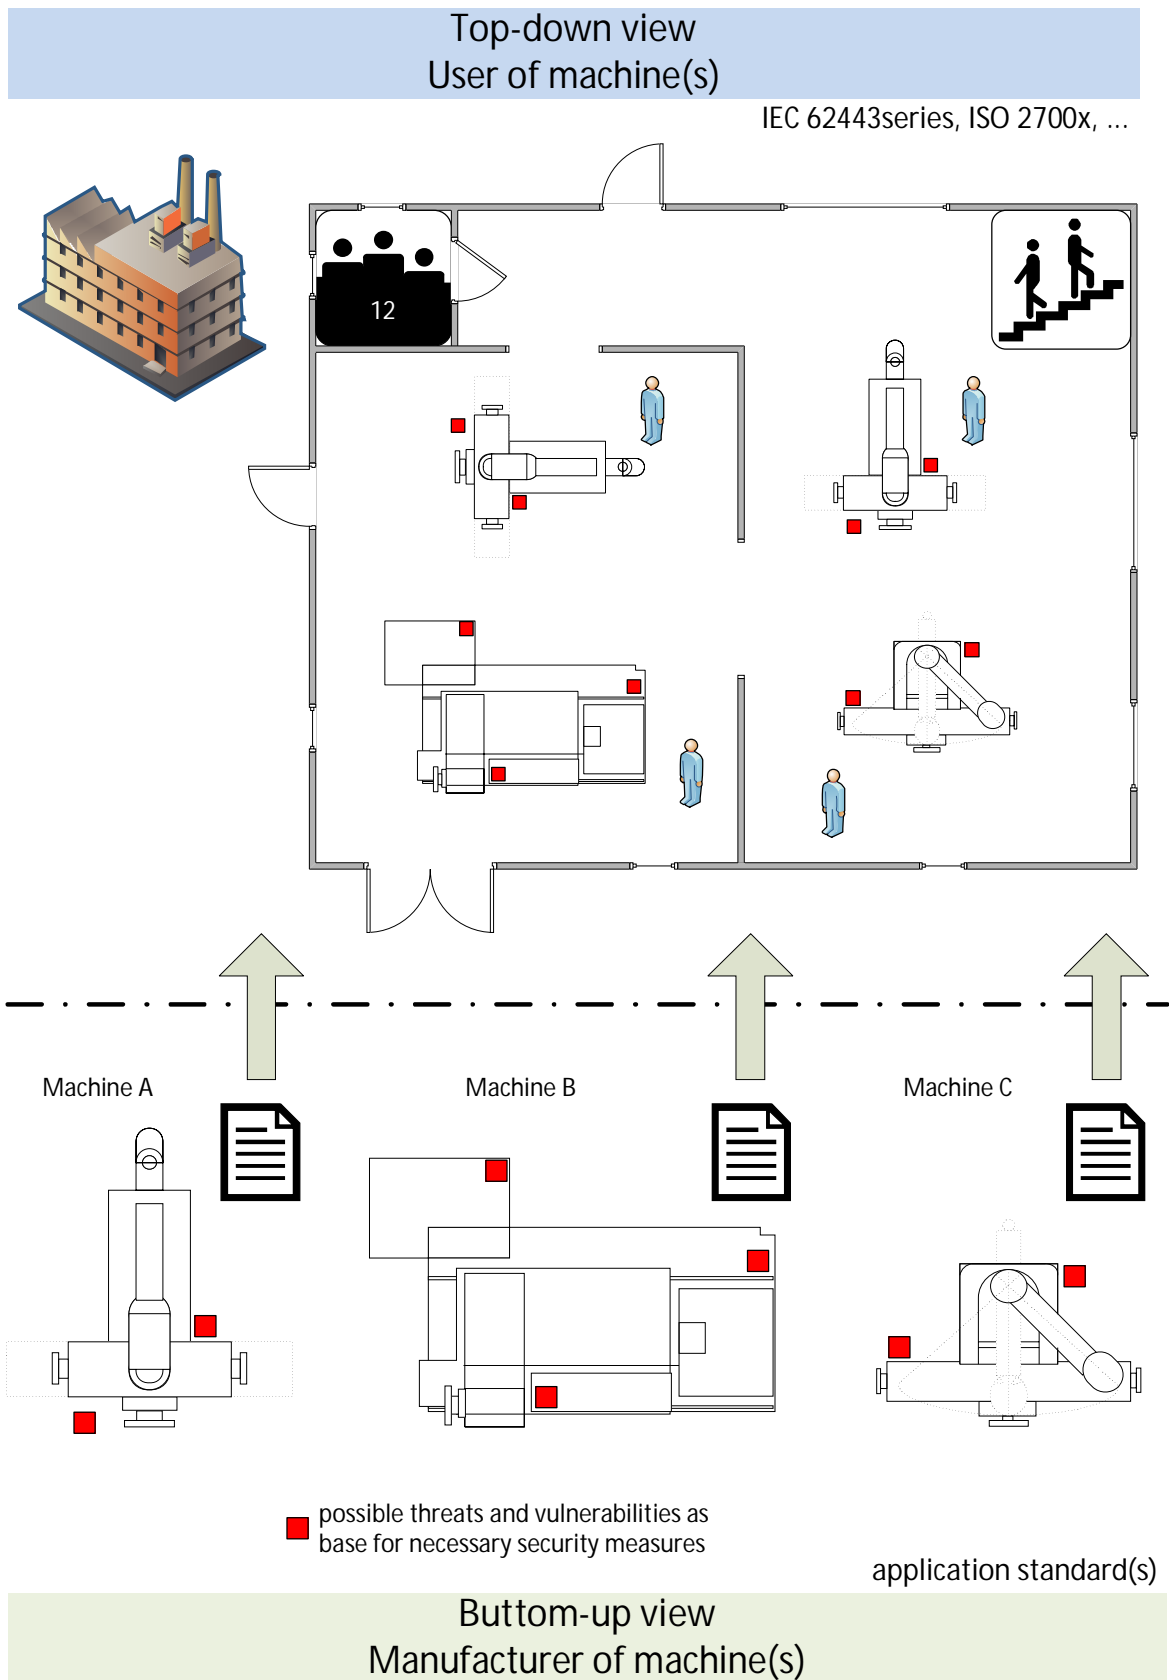 Top-down view
User of machine(s)
IEC 62443series, ISO 2700x, ...
12
Machine A
Machine B
Machine C
possible threats and vulnerabilities as
base for necessary security measures
application standard(s)
Buttom-up view
Manufacturer of machine(s)